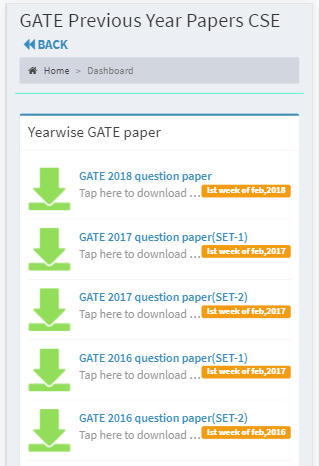 GATE Previous Year Papers CSE
BACK
Home > Dashboard
Yearwise GATE paper
GATE 2018 question paper
Tap here to download ... Ist week of feb,2018
GATE 2017 question paper(SET-1)
Tap here to download ... Ist week of feb,2017
GATE 2017 question paper(SET-2)
Tap here to download ... Ist week of feb,2017
GATE 2016 question paper(SET-1)
Tap here to download ... Ist week of feb,2017
GATE 2016 question paper(SET-2)
Tap here to download ... Ist week of feb,2016